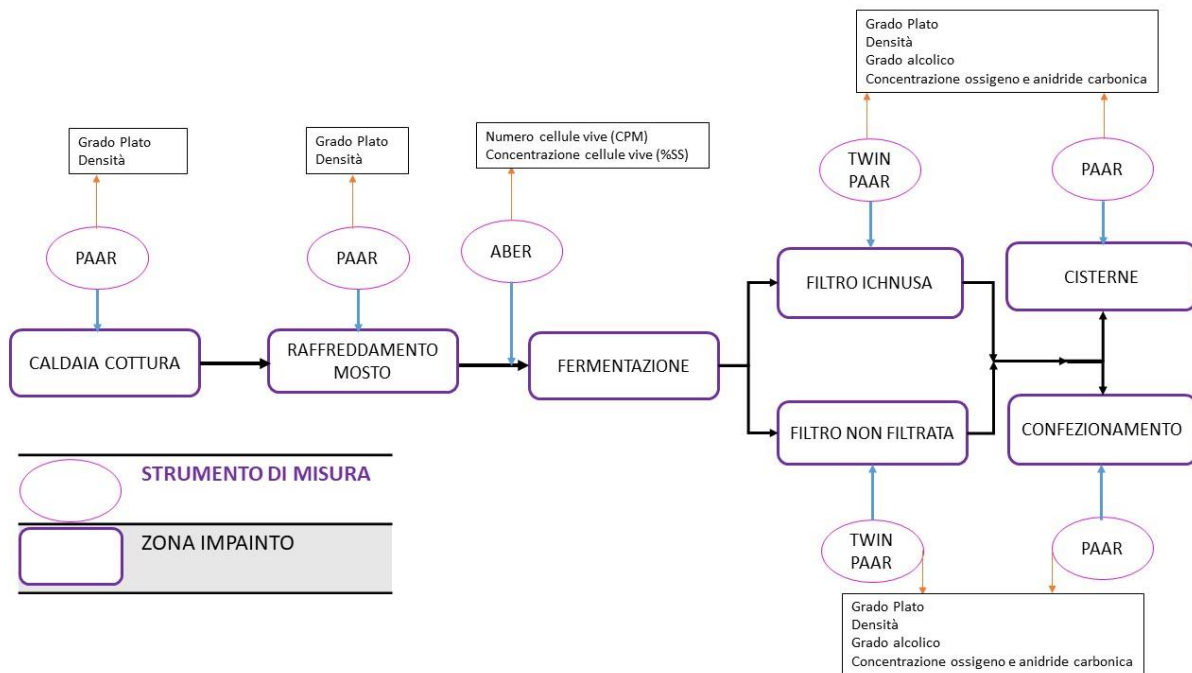 Grado Plato
Densità
Grado alcolico
Concentrazione ossigeno e anidride carbonica
Grado Plato
Densità
Grado Plato
Densità
Numero cellule vive (CPM)
Concentrazione cellule vive (%SS)
TWIN
PAAR
PAAR
PAAR
PAAR
ABER
FILTRO ICHNUSA
CISTERNE
CALDAIA COTTURA
RAFFREDDAMENTO
MOSTO
FERMENTAZIONE
FILTRO NON FILTRATA
CONFEZIONAMENTO
STRUMENTO DI MISURA
ZONA IMPAINTO
TWIN
PAAR
PAAR
Grado Plato
Densità
Grado alcolico
Concentrazione ossigeno e anidride carbonica